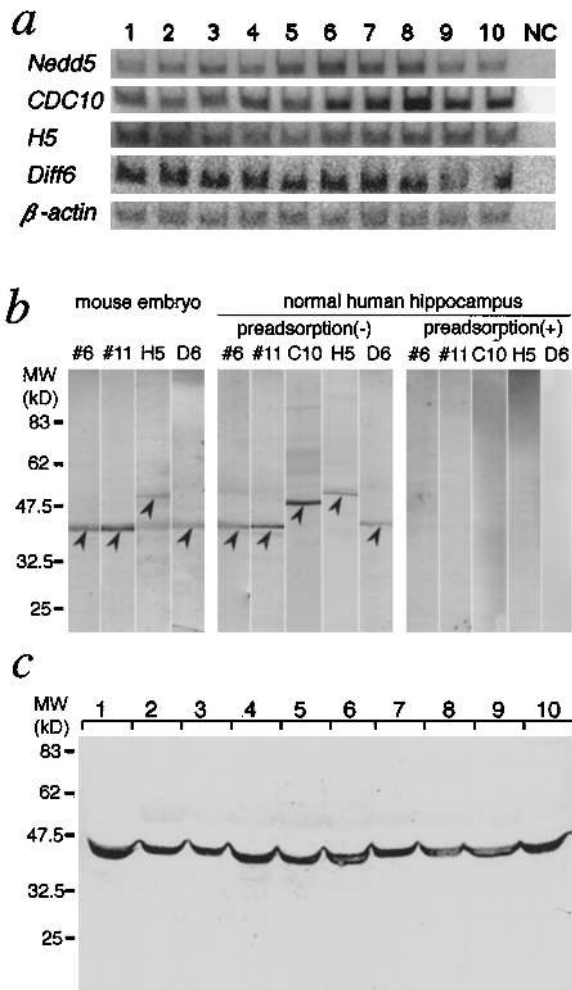 a
1 2 3 4 5 6 7 8 9 10 NC
Nedd5
CDC10
H5
Diff6
β-actin
b
mouse embryo normal human hippocampus
preadsorption(-) preadsorption(+)
#6 #11 H5 D6 #6 #11 C10 H5 D6 #6 #11 C10 H5 D6
MW
(kD)
83
62
47.5
32.5
25
c
MW
(kD)
1 2 3 4 5 6 7 8 9 10
83
62
47.5
32.5
25